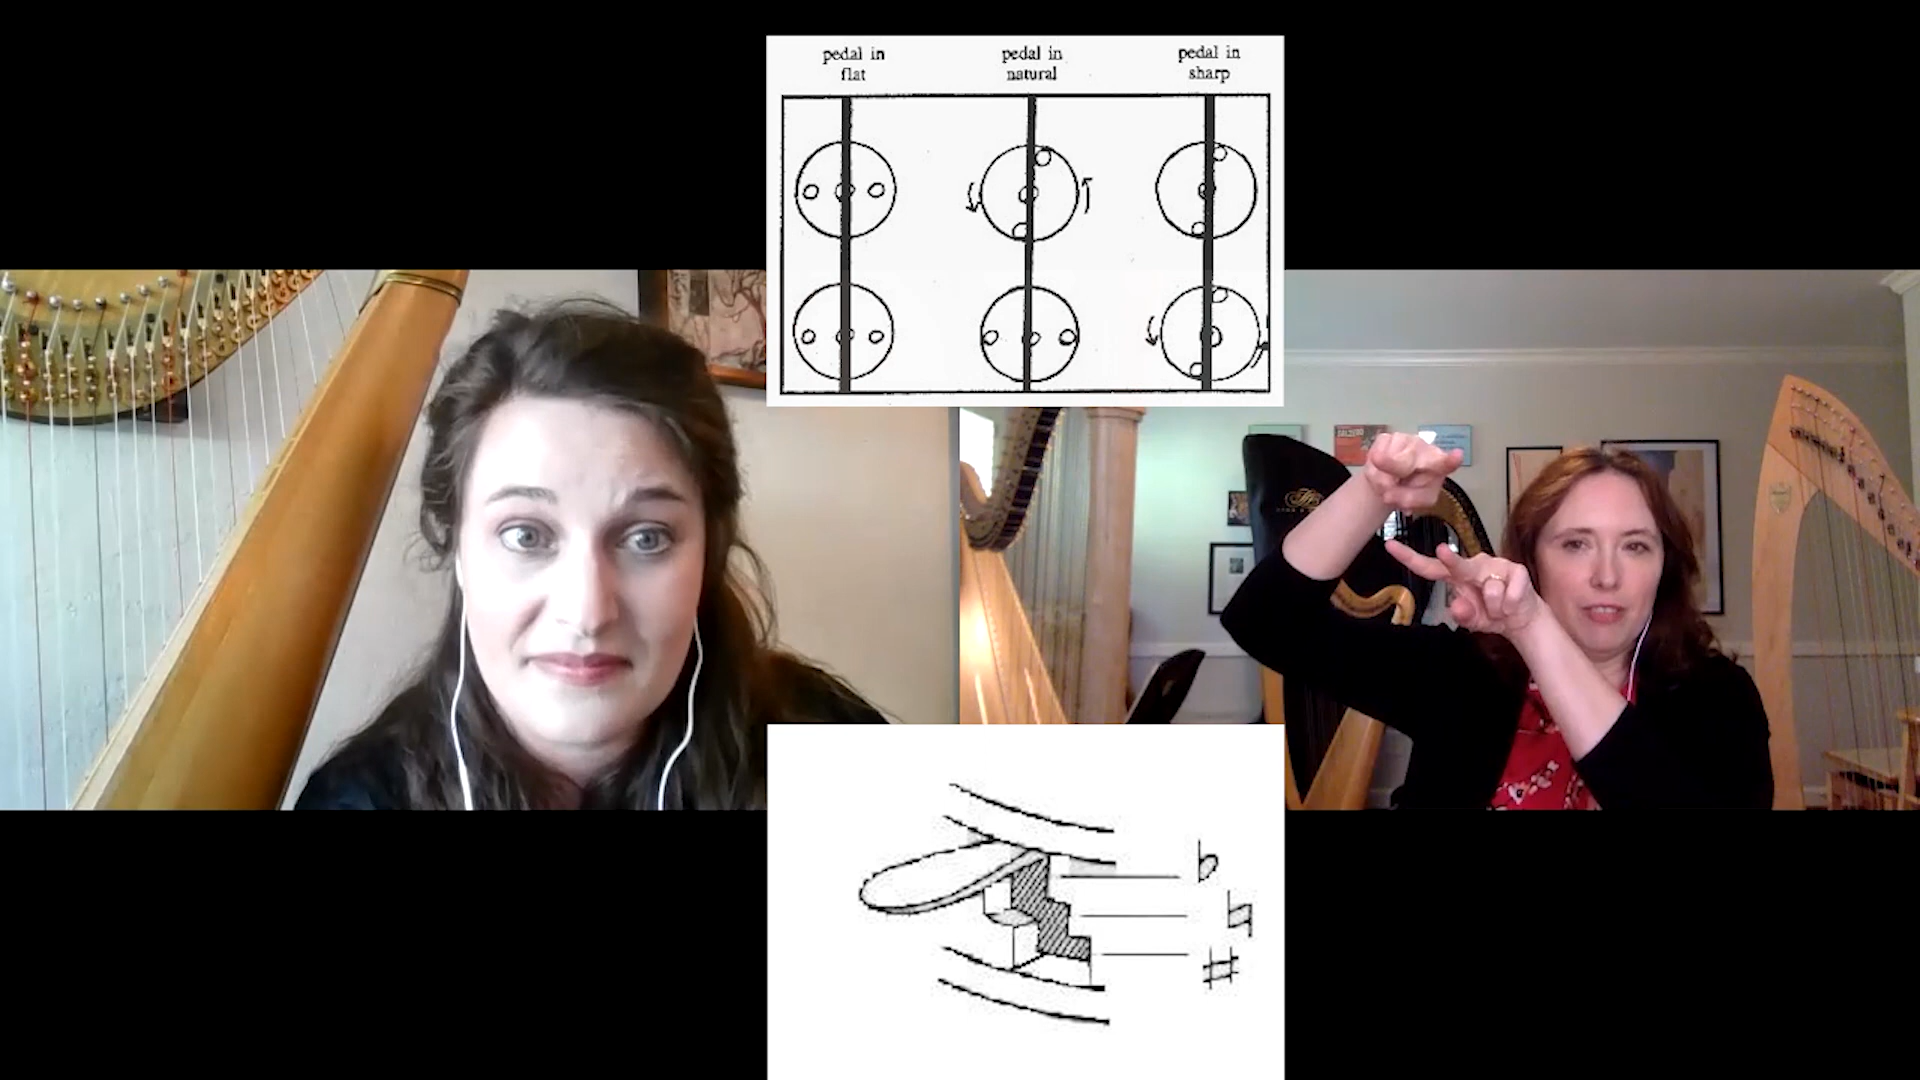 pedal in
flat
pedal in
natural
pedal in
sharp
♭
♮
♯